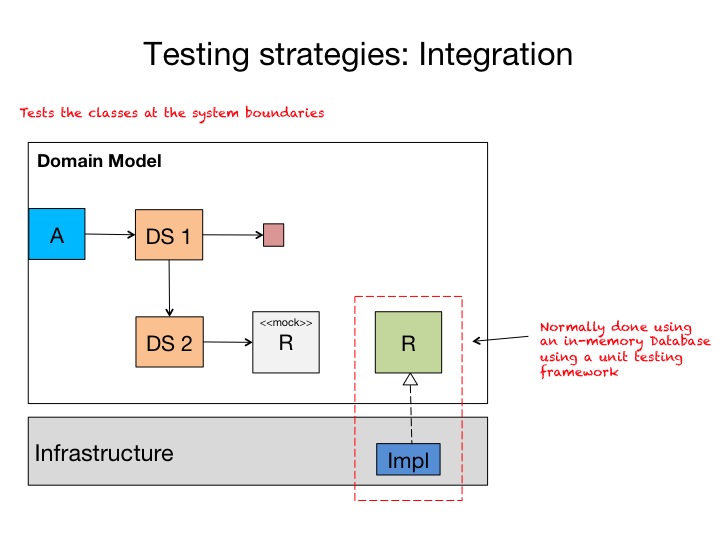 Testing strategies: Integration
Tests the classes at the system boundaries
Domain Model
A
DS 1
DS 2
<<mock>>
R
R
Normally done using
an in-memory Database
using a unit testing
framework
Infrastructure
Impl